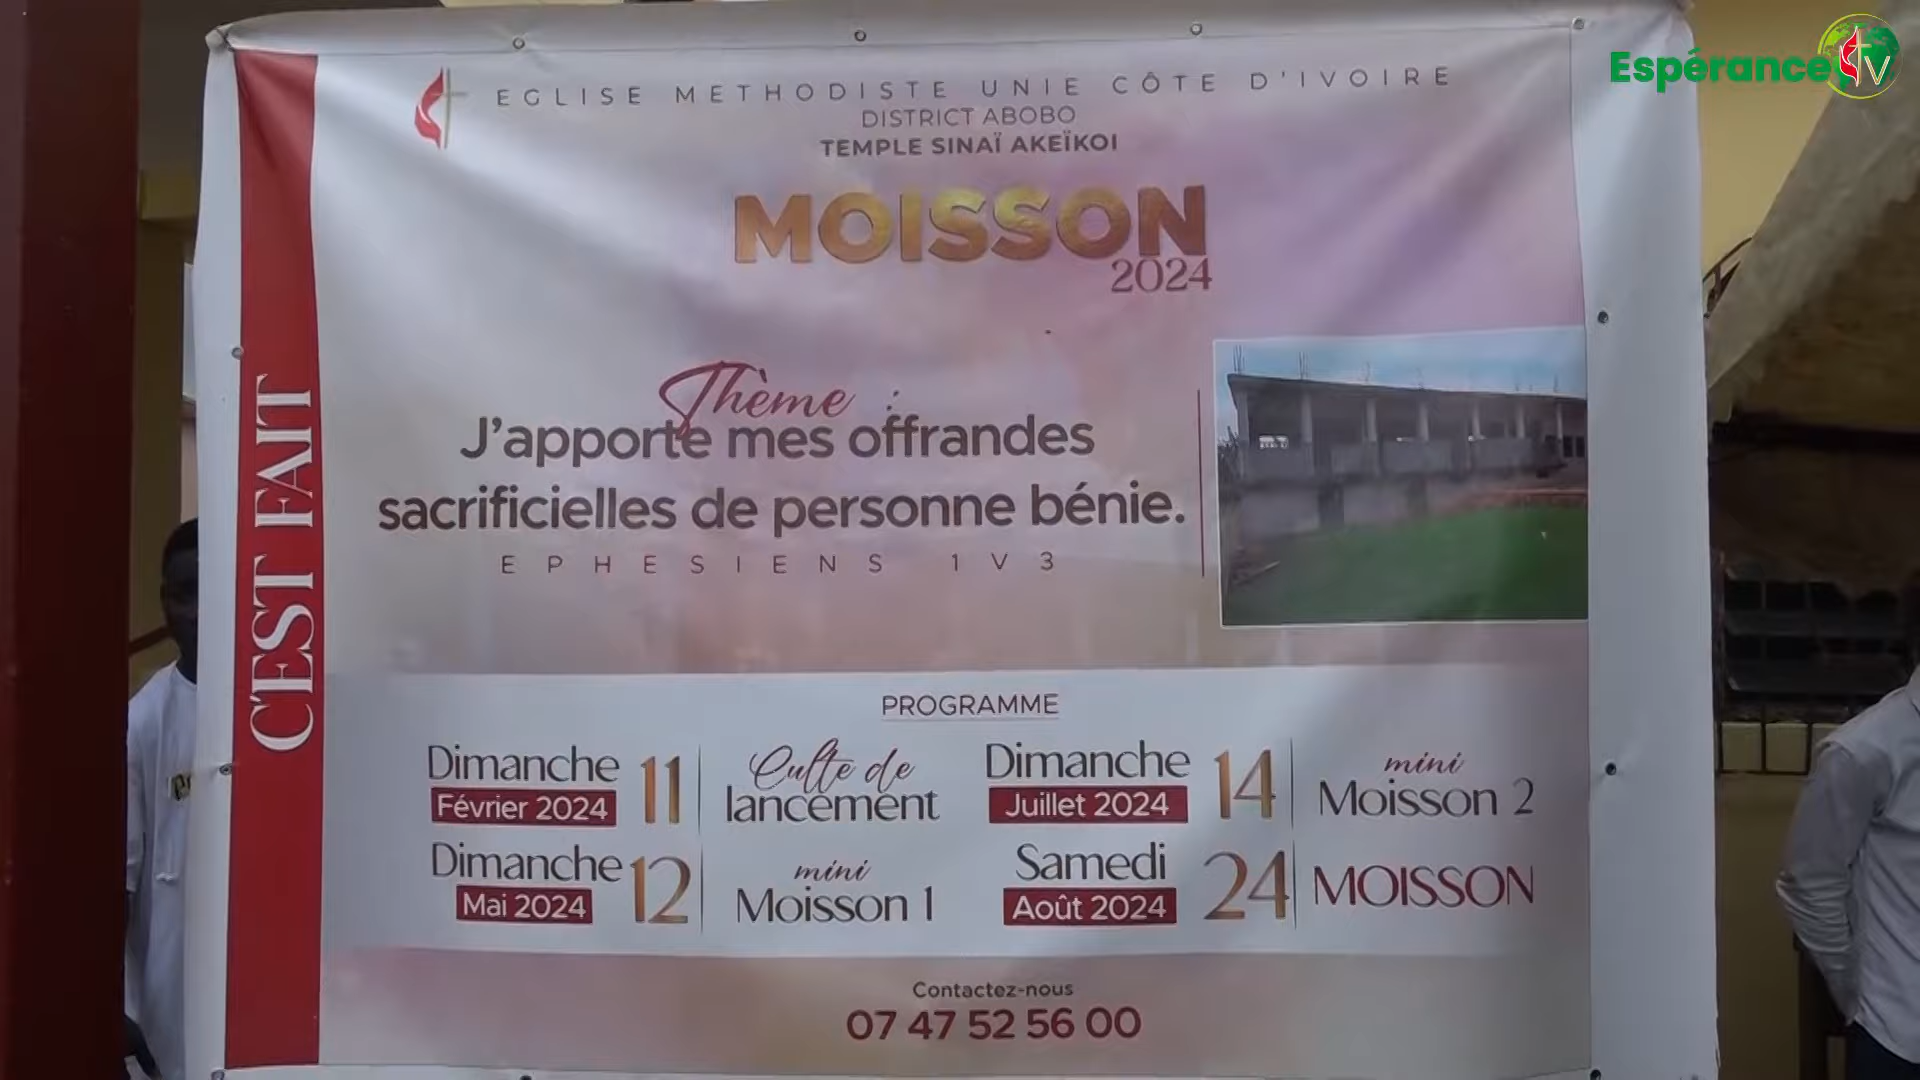 Espérance TV
EGLISE METHODISTE UNIE CÔTE D'IVOIRE
DISTRICT ABOBO
TEMPLE SINAÏ AKEÏKOI
MOISSON
2024
C'EST FAIT
Thème :
J'apporte mes offrandes
sacrificielles de personne bénie.
EPHESIENS 1 V 3
PROGRAMME
Dimanche 11
Février 2024
Culte de
lancement
Dimanche 14
Juillet 2024
mini
Moisson 2
Dimanche 12
Mai 2024
mini
Moisson 1
Samedi 24
Août 2024
MOISSON
Contactez-nous
07 47 52 56 00